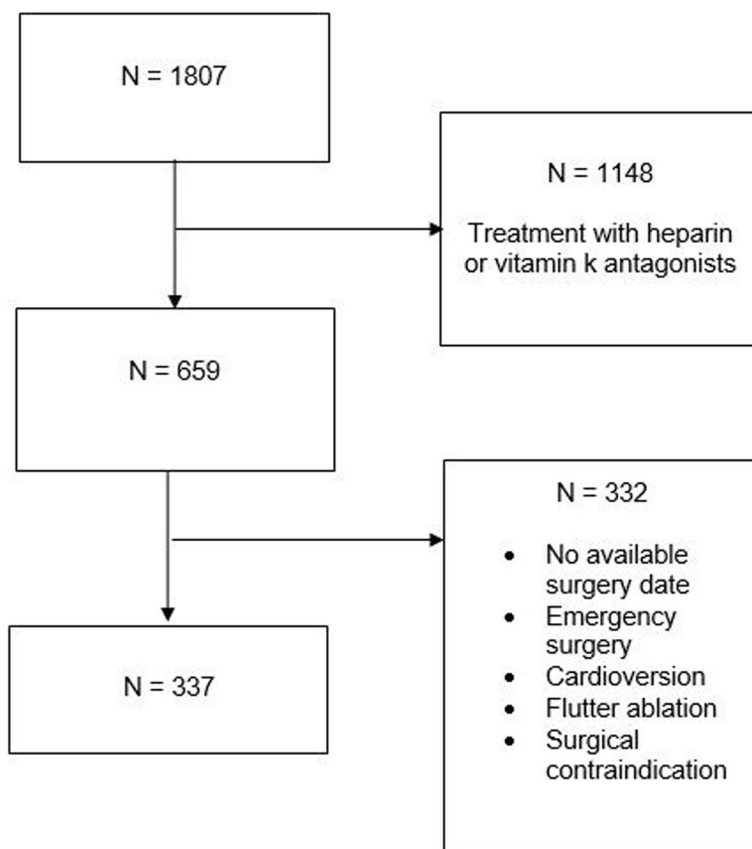 N = 1807
N = 1148
Treatment with heparin
or vitamin k antagonists
N = 659
N = 332
• No available
surgery date
• Emergency
surgery
• Cardioversion
• Flutter ablation
• Surgical
contraindication
N = 337